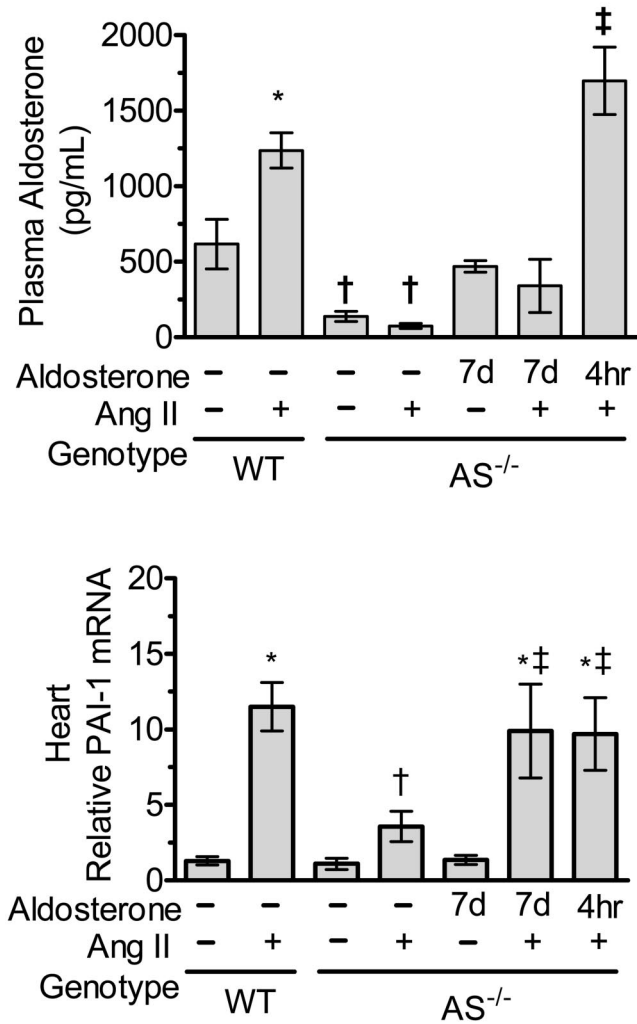 ‡
2000
*
1500
1000
500
† †
0
Plasma Aldosterone
(pg/mL)
Aldosterone – – – – 7d 7d 4hr
Ang II – + – + – + +
Genotype
WT AS-/-
20
15
*‡ *‡
*
10
5
†
0
Heart
Relative PAI-1 mRNA
Aldosterone – – – – 7d 7d 4hr
Ang II – + – + – + +
Genotype
WT AS-/-